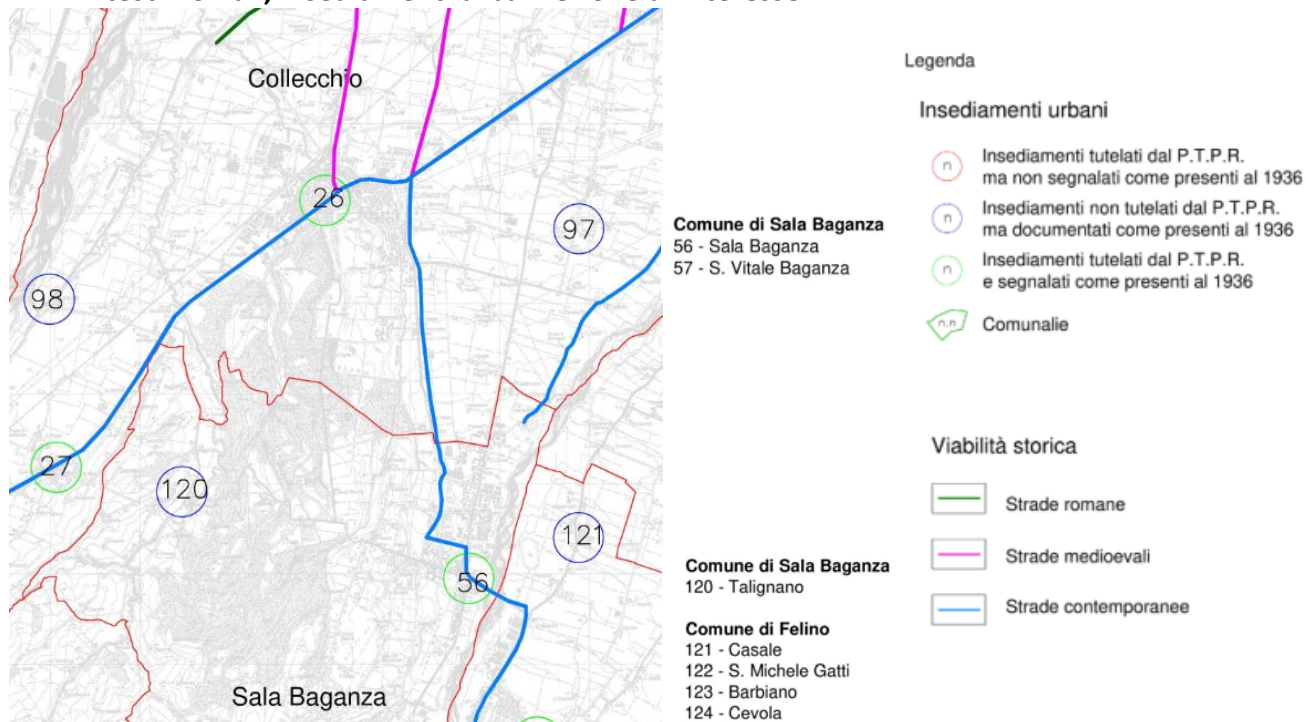 Collecchio
26
97
98
27
120
121
56
Sala Baganza
Comune di Sala Baganza
56 - Sala Baganza
57 - S. Vitale Baganza
Comune di Sala Baganza
120 - Talignano
Comune di Felino
121 - Casale
122 - S. Michele Gatti
123 - Barbiano
124 - Cevola
Legenda
Insediamenti urbani
n
Insediamenti tutelati dal P.T.P.R.
ma non segnalati come presenti al 1936
n
Insediamenti non tutelati dal P.T.P.R.
ma documentati come presenti al 1936
n
Insediamenti tutelati dal P.T.P.R.
e segnalati come presenti al 1936
n.n
Comunalie
Viabilità storica
Strade romane
Strade medioevali
Strade contemporanee